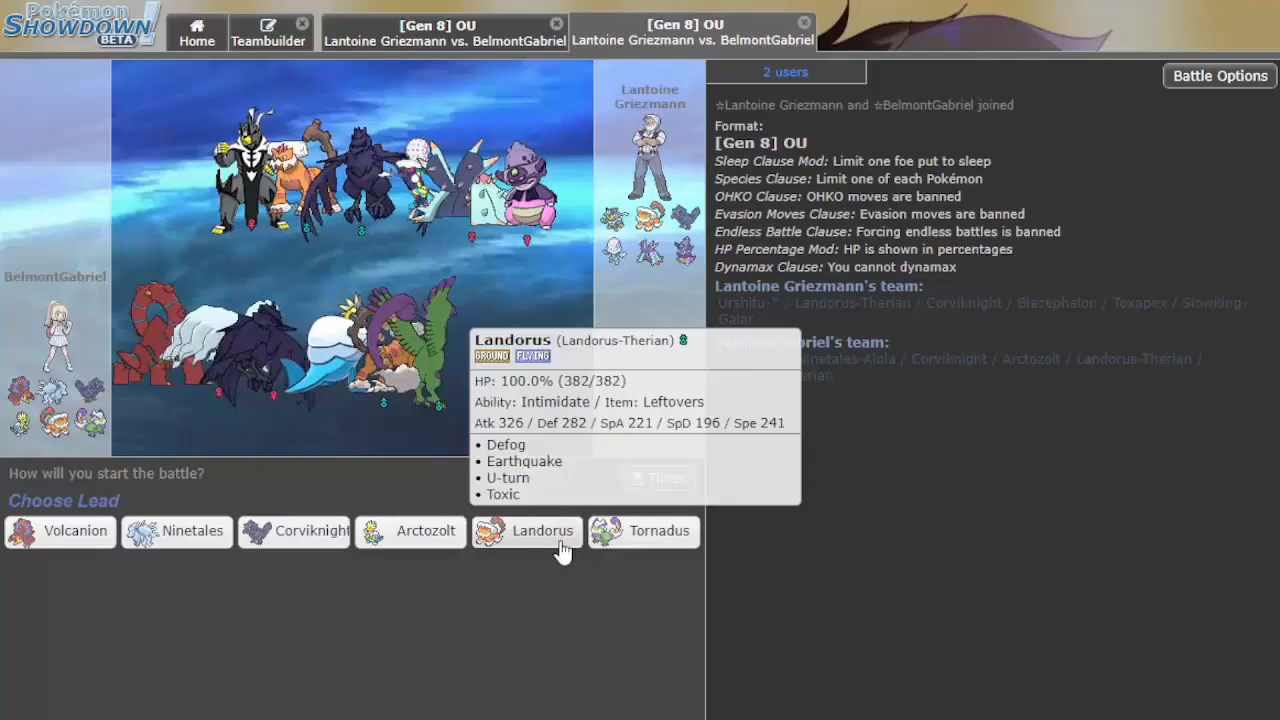 Pokémon
SHOWDOWN!
BETA
Home
Teambuilder
[Gen 8] OU
Lantoine Griezmann vs. BelmontGabriel
[Gen 8] OU
Lantoine Griezmann vs. BelmontGabriel
2 users
Battle Options
Lantoine
Griezmann
BelmontGabriel
☆Lantoine Griezmann and ☆BelmontGabriel joined
Format:
[Gen 8] OU
Sleep Clause Mod: Limit one foe put to sleep
Species Clause: Limit one of each Pokémon
OHKO Clause: OHKO moves are banned
Evasion Moves Clause: Evasion moves are banned
Endless Battle Clause: Forcing endless battles is banned
HP Percentage Mod: HP is shown in percentages
Dynamax Clause: You cannot dynamax
Lantoine Griezmann's team:
Urshifu-* / Landorus-Therian / Corviknight / Blacephalon / Toxapex / Slowking-
Galar
briel's team:
Ninetales-Alola / Corviknight / Arctozolt / Landorus-Therian /
erian
Landorus (Landorus-Therian)
GROUND FLYING
HP: 100.0% (382/382)
Ability: Intimidate / Item: Leftovers
Atk 326 / Def 282 / SpA 221 / SpD 196 / Spe 241
• Defog
• Earthquake
• U-turn
• Toxic
Timer
How will you start the battle?
Choose Lead
Volcanion
Ninetales
Corviknight
Arctozolt
Landorus
Tornadus